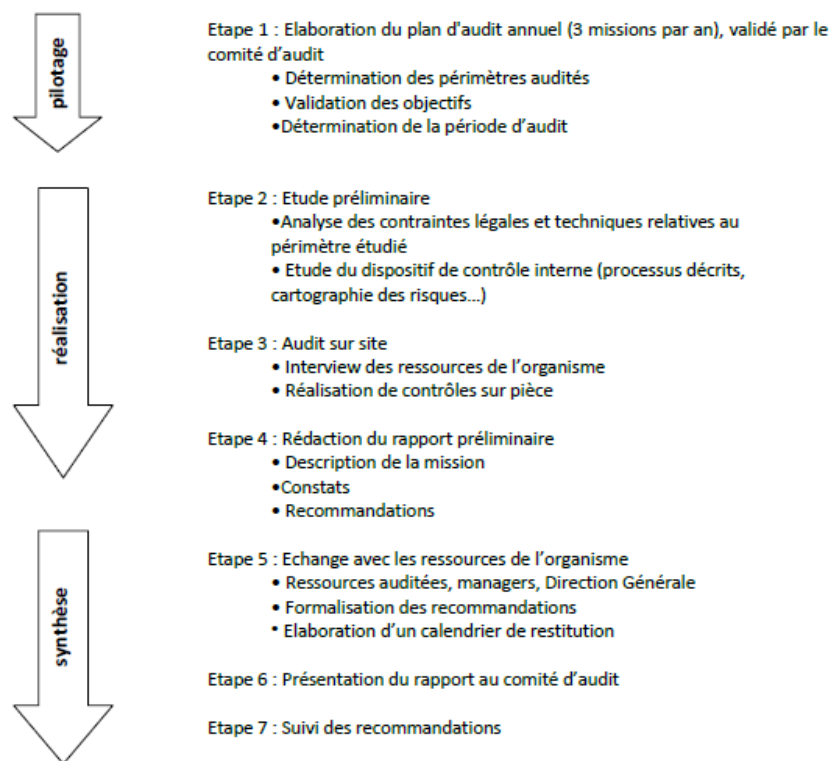 pilotage
Etape 1 : Elaboration du plan d'audit annuel (3 missions par an), validé par le
comité d'audit
• Détermination des périmètres audités
• Validation des objectifs
•Détermination de la période d'audit
réalisation
Etape 2 : Etude préliminaire
•Analyse des contraintes légales et techniques relatives au
périmètre étudié
• Etude du dispositif de contrôle interne (processus décrits,
cartographie des risques...)
Etape 3 : Audit sur site
• Interview des ressources de l'organisme
• Réalisation de contrôles sur pièce
Etape 4 : Rédaction du rapport préliminaire
• Description de la mission
•Constats
• Recommandations
synthèse
Etape 5 : Echange avec les ressources de l'organisme
• Ressources auditées, managers, Direction Générale
• Formalisation des recommandations
• Elaboration d'un calendrier de restitution
Etape 6 : Présentation du rapport au comité d'audit
Etape 7 : Suivi des recommandations